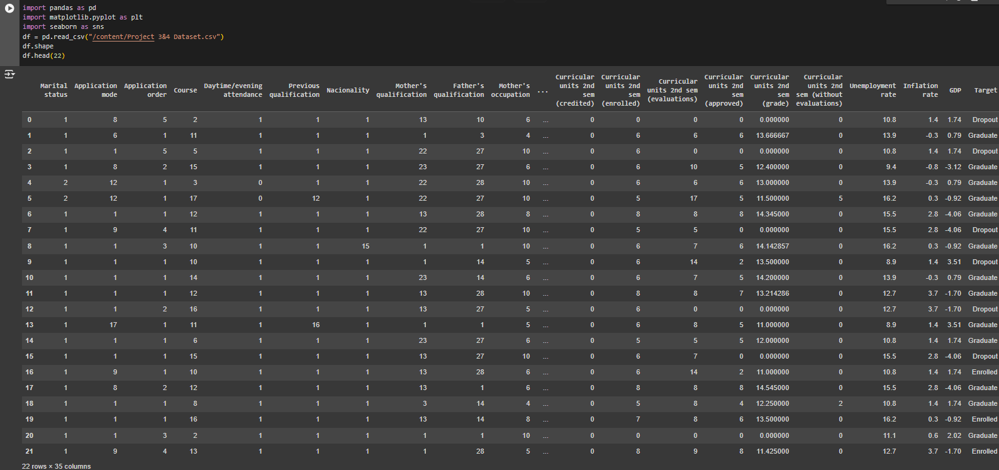 import pandas as pd
import matplotlib.pyplot as plt
import seaborn as sns
df = pd.read_csv("/content/Project 3&4 Dataset.csv")
df.shape
df.head(22)
Marital status Application mode Application order Course Daytime/evening attendance Previous qualification Nacionality Mother's qualification Father's qualification Mother's occupation ... Curricular units 2nd sem (credited) Curricular units 2nd sem (enrolled) Curricular units 2nd sem (evaluations) Curricular units 2nd sem (approved) Curricular units 2nd sem (grade) Curricular units 2nd sem (without evaluations) Unemployment rate Inflation rate GDP Target
0 1 8 5 2 1 1 1 13 10 6 ... 0 0 0 0 0.000000 0 10.8 1.4 1.74 Dropout
1 1 6 1 11 1 1 1 1 3 4 ... 0 6 6 6 13.666667 0 13.9 -0.3 0.79 Graduate
2 1 1 5 5 1 1 1 22 27 10 ... 0 6 0 0 0.000000 0 10.8 1.4 1.74 Dropout
3 1 8 2 15 1 1 1 23 27 6 ... 0 6 10 5 12.400000 0 9.4 -0.8 -3.12 Graduate
4 2 12 1 3 0 1 1 22 28 10 ... 0 6 6 6 13.000000 0 13.9 -0.3 0.79 Graduate
5 2 12 1 17 0 12 1 22 27 10 ... 0 5 17 5 11.500000 5 16.2 0.3 -0.92 Graduate
6 1 1 1 12 1 1 1 13 28 8 ... 0 8 8 8 14.345000 0 15.5 2.8 -4.06 Graduate
7 1 9 4 11 1 1 1 22 27 10 ... 0 5 5 0 0.000000 0 15.5 2.8 -4.06 Dropout
8 1 1 3 10 1 1 15 1 1 10 ... 0 6 7 6 14.142857 0 16.2 0.3 -0.92 Graduate
9 1 1 1 10 1 1 1 1 14 5 ... 0 6 14 2 13.500000 0 8.9 1.4 3.51 Dropout
10 1 1 1 14 1 1 1 23 14 6 ... 0 6 7 5 14.200000 0 13.9 -0.3 0.79 Graduate
11 1 1 1 12 1 1 1 13 28 10 ... 0 8 8 7 13.214286 0 12.7 3.7 -1.70 Graduate
12 1 1 2 16 1 1 1 13 27 5 ... 0 6 0 0 0.000000 0 12.7 3.7 -1.70 Dropout
13 1 17 1 11 1 16 1 1 1 5 ... 0 6 8 5 11.000000 0 8.9 1.4 3.51 Graduate
14 1 1 1 6 1 1 1 23 27 6 ... 0 5 5 5 12.000000 0 10.8 1.4 1.74 Graduate
15 1 1 1 15 1 1 1 13 27 10 ... 0 6 7 0 0.000000 0 15.5 2.8 -4.06 Dropout
16 1 9 1 10 1 1 1 13 28 6 ... 0 6 14 2 11.000000 0 10.8 1.4 1.74 Enrolled
17 1 8 2 12 1 1 1 13 1 6 ... 0 8 8 8 14.545000 0 15.5 2.8 -4.06 Graduate
18 1 1 1 8 1 1 1 3 14 4 ... 0 5 8 4 12.250000 2 10.8 1.4 1.74 Graduate
19 1 1 1 16 1 1 1 13 14 8 ... 0 7 8 6 13.500000 0 16.2 0.3 -0.92 Enrolled
20 1 1 3 2 1 1 1 1 1 10 ... 0 0 0 0 0.000000 0 11.1 0.6 2.02 Graduate
21 1 9 4 13 1 1 1 1 28 5 ... 0 8 9 8 11.425000 0 12.7 3.7 -1.70 Enrolled
22 rows × 35 columns